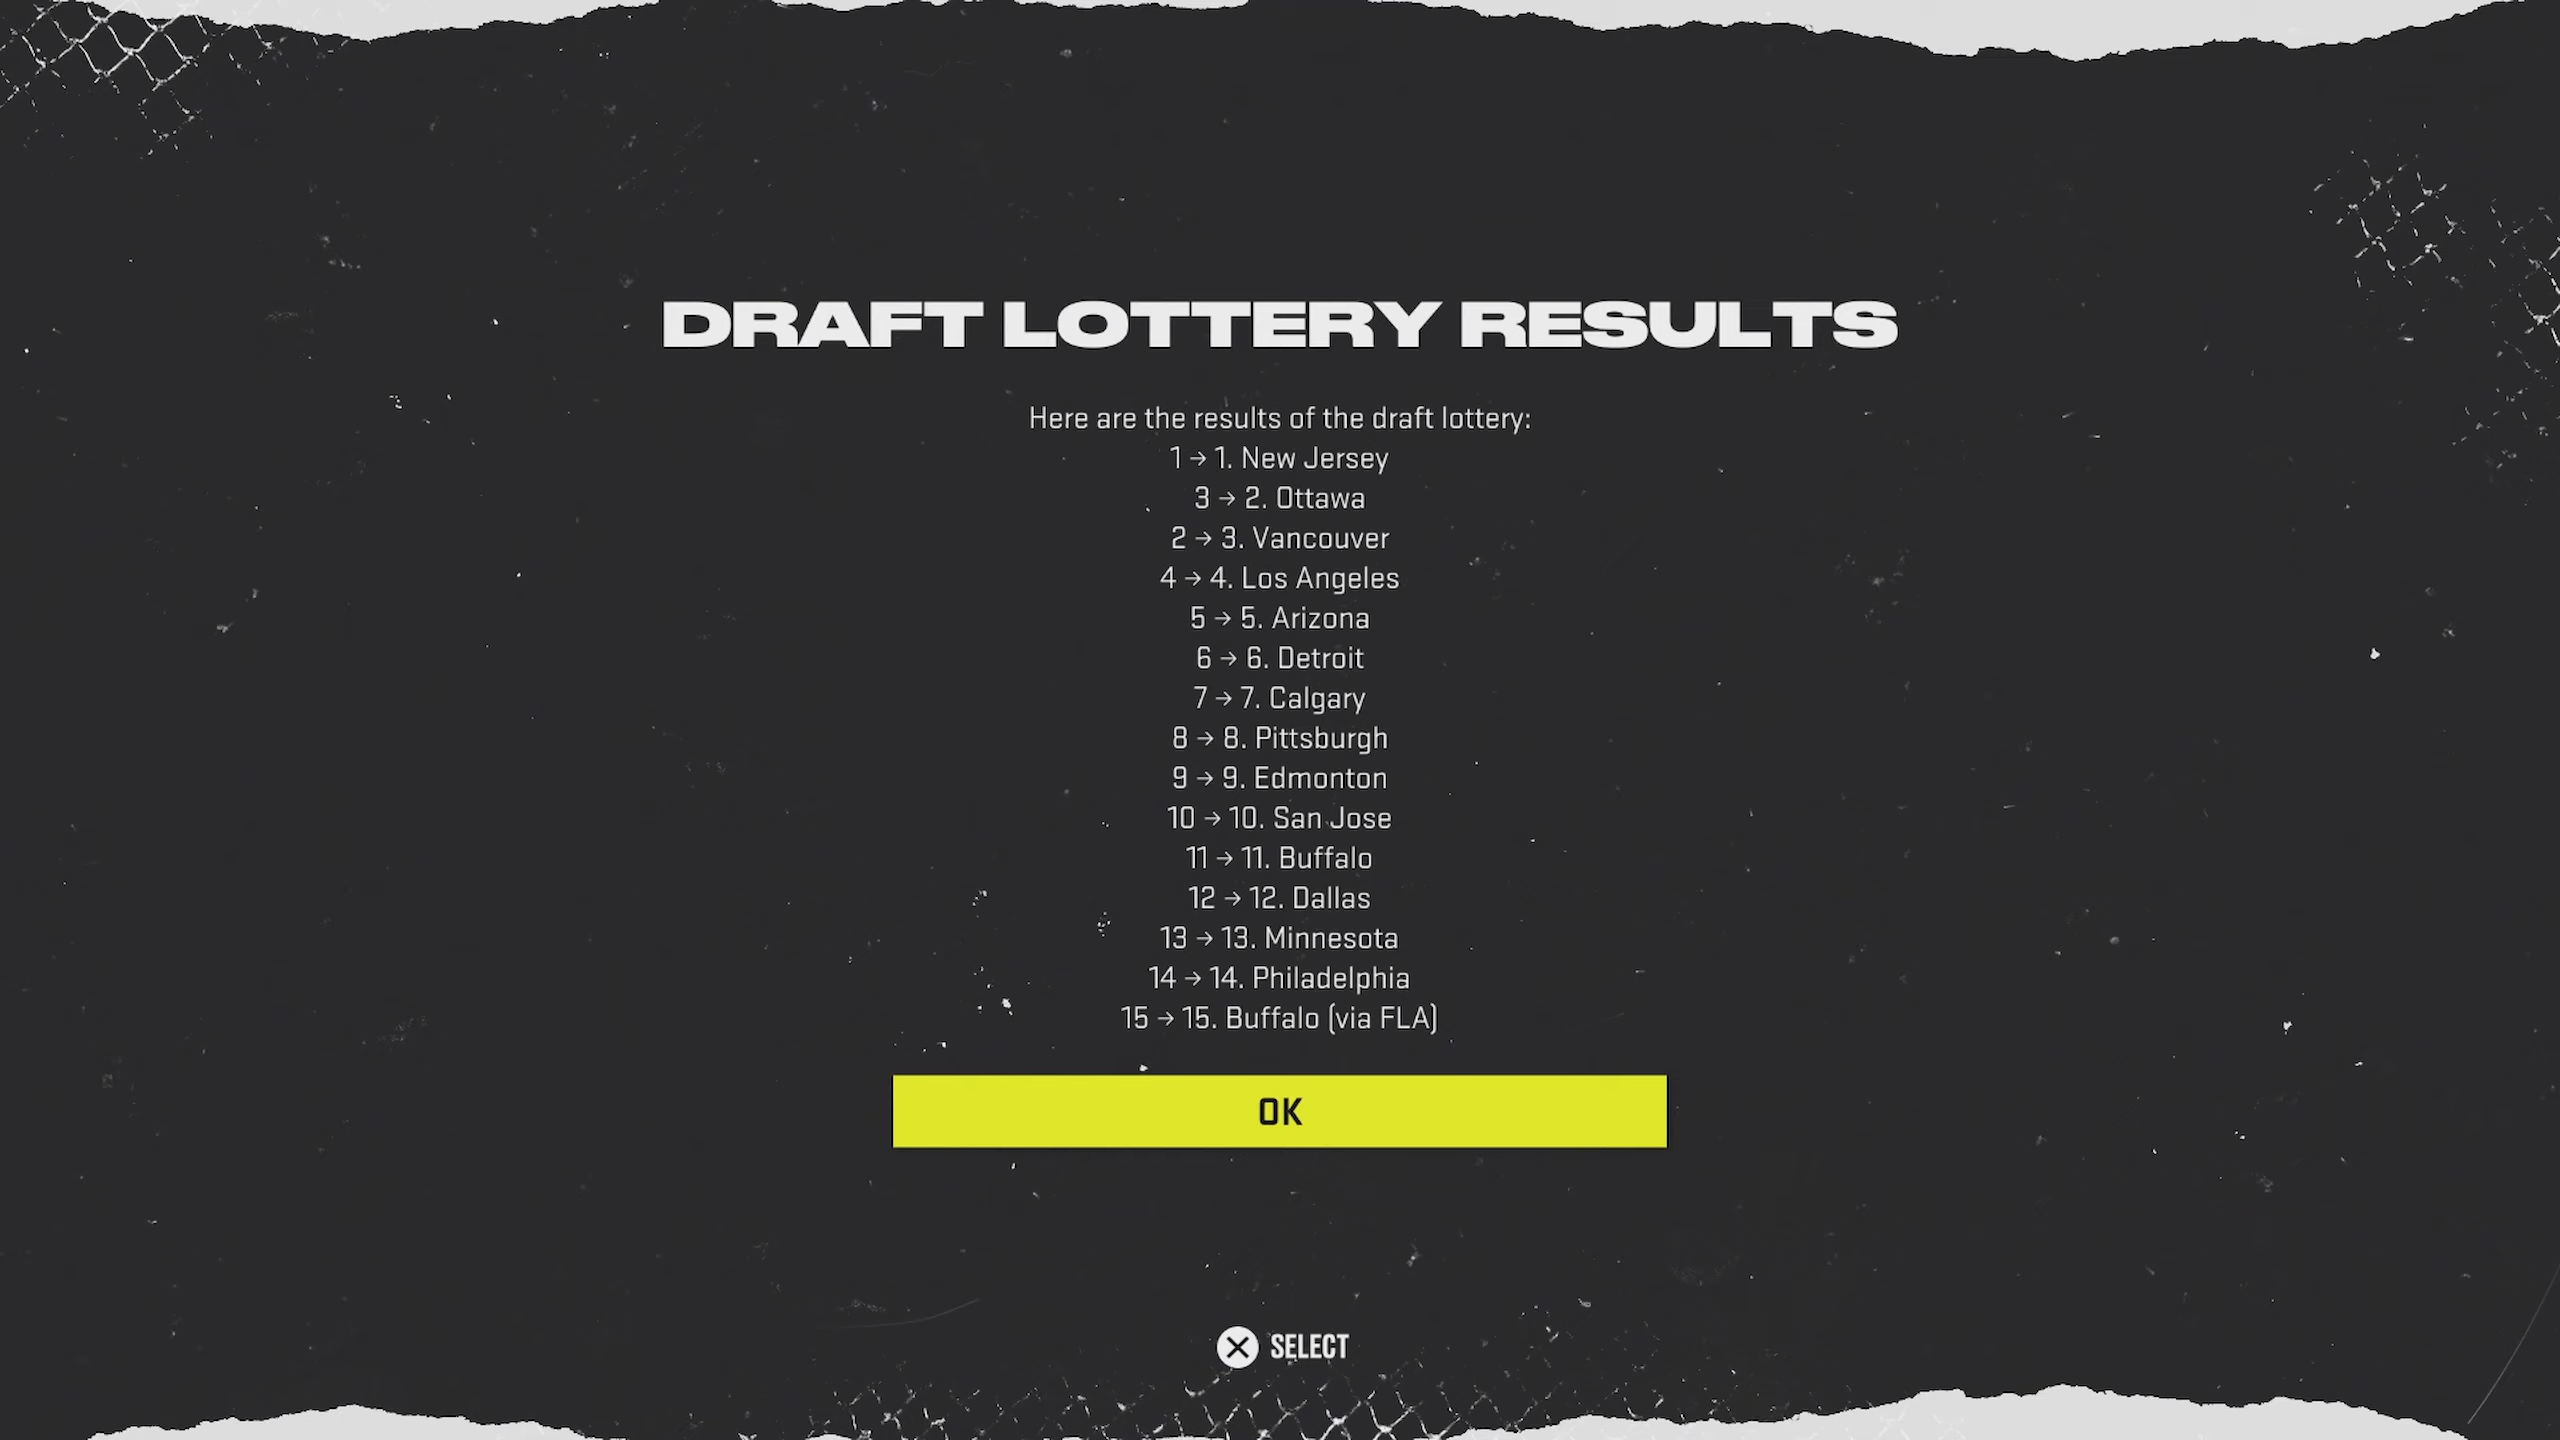 DRAFT LOTTERY RESULTS
Here are the results of the draft lottery:
1 → 1. New Jersey
3 → 2. Ottawa
2 → 3. Vancouver
4 → 4. Los Angeles
5 → 5. Arizona
6 → 6. Detroit
7 → 7. Calgary
8 → 8. Pittsburgh
9 → 9. Edmonton
10 → 10. San Jose
11 → 11. Buffalo
12 → 12. Dallas
13 → 13. Minnesota
14 → 14. Philadelphia
15 → 15. Buffalo (via FLA)
OK
SELECT